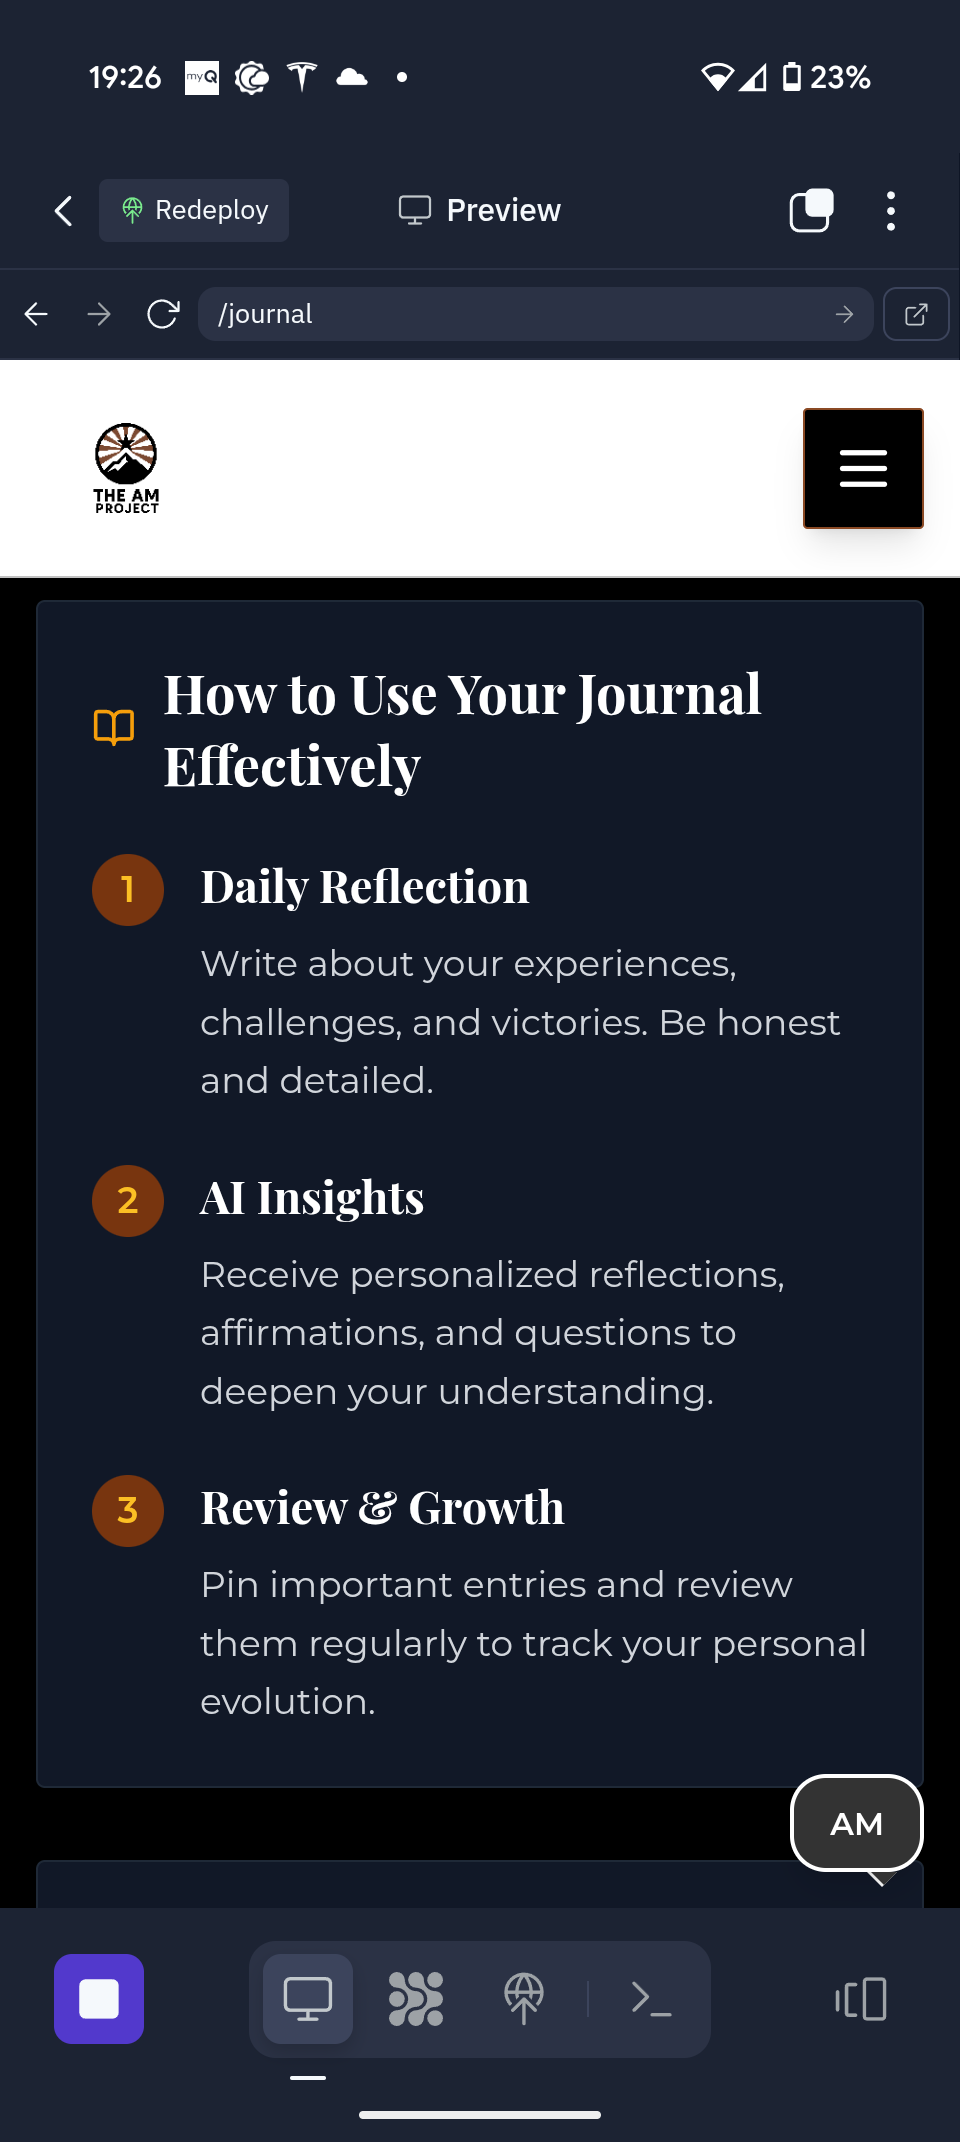 19:26 myQ 23%
Redeploy Preview
/journal
THE AM
PROJECT
How to Use Your Journal
Effectively
1 Daily Reflection
Write about your experiences,
challenges, and victories. Be honest
and detailed.
2 AI Insights
Receive personalized reflections,
affirmations, and questions to
deepen your understanding.
3 Review & Growth
Pin important entries and review
them regularly to track your personal
evolution.
AM